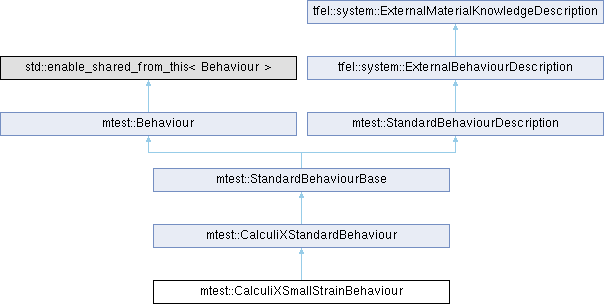 tfel::system::ExternalMaterialKnowledgeDescription
std::enable_shared_from_this< Behaviour >
tfel::system::ExternalBehaviourDescription
mtest::Behaviour
mtest::StandardBehaviourDescription
mtest::StandardBehaviourBase
mtest::CalculiXStandardBehaviour
mtest::CalculiXSmallStrainBehaviour